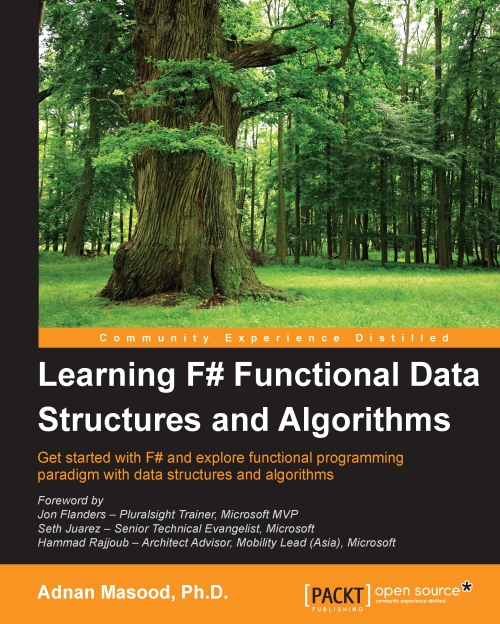 Community Experience Distilled
Learning F# Functional Data
Structures and Algorithms
Get started with F# and explore functional programming
paradigm with data structures and algorithms
Foreword by
Jon Flanders – Pluralsight Trainer, Microsoft MVP
Seth Juarez – Senior Technical Evangelist, Microsoft
Hammad Rajjoub – Architect Advisor, Mobility Lead (Asia), Microsoft
Adnan Masood, Ph.D.
[PACKT] open source*
PUBLISHING community experience distilled